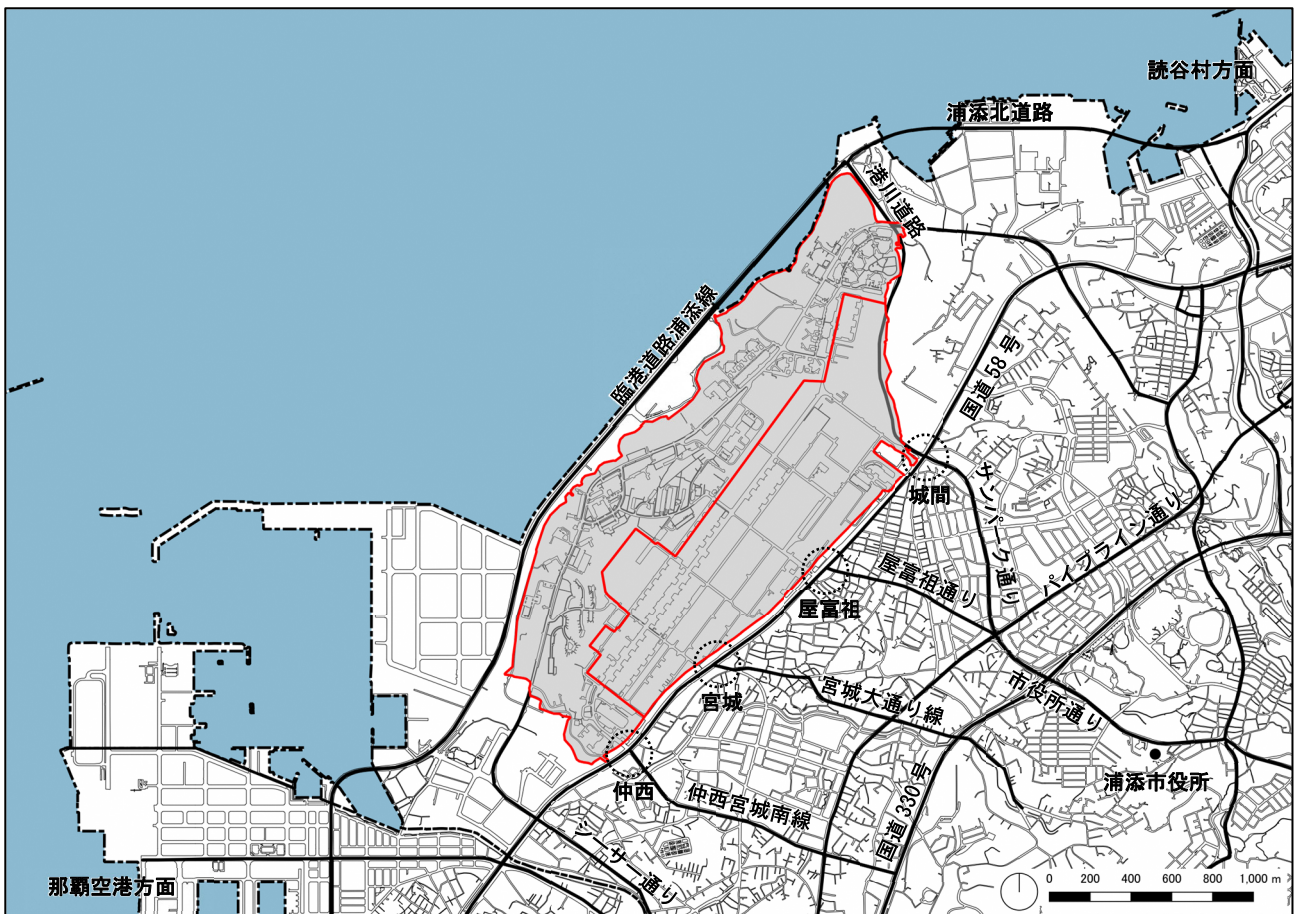 読谷村方面
浦添北道路
港川道路
臨港道路浦添線
国道58号
城間
サンパーク通り
パイプライン通り
屋富祖通り
屋富祖
宮城
宮城大通り線
市役所通り
浦添市役所
仲西
仲西宮城南線
国道330号
シーサー通り
那覇空港方面
0 200 400 600 800 1,000 m